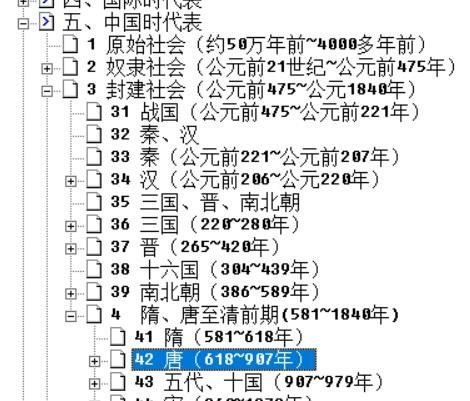 四、国际时代表
五、中国时代表
1 原始社会（约50万年前~4000多年前）
2 奴隶社会（公元前21世纪~公元前475年）
3 封建社会（公元前475~公元1840年）
31 战国（公元前475~公元前221年）
32 秦、汉
33 秦（公元前221~公元前207年）
34 汉（公元前206~公元220年）
35 三国、晋、南北朝
36 三国（220~280年）
37 晋（265~420年）
38 十六国（304~439年）
39 南北朝（386~589年）
4 隋、唐至清前期(581~1840年)
41 隋（581~618年）
42 唐（618~907年）
43 五代、十国（907~979年）